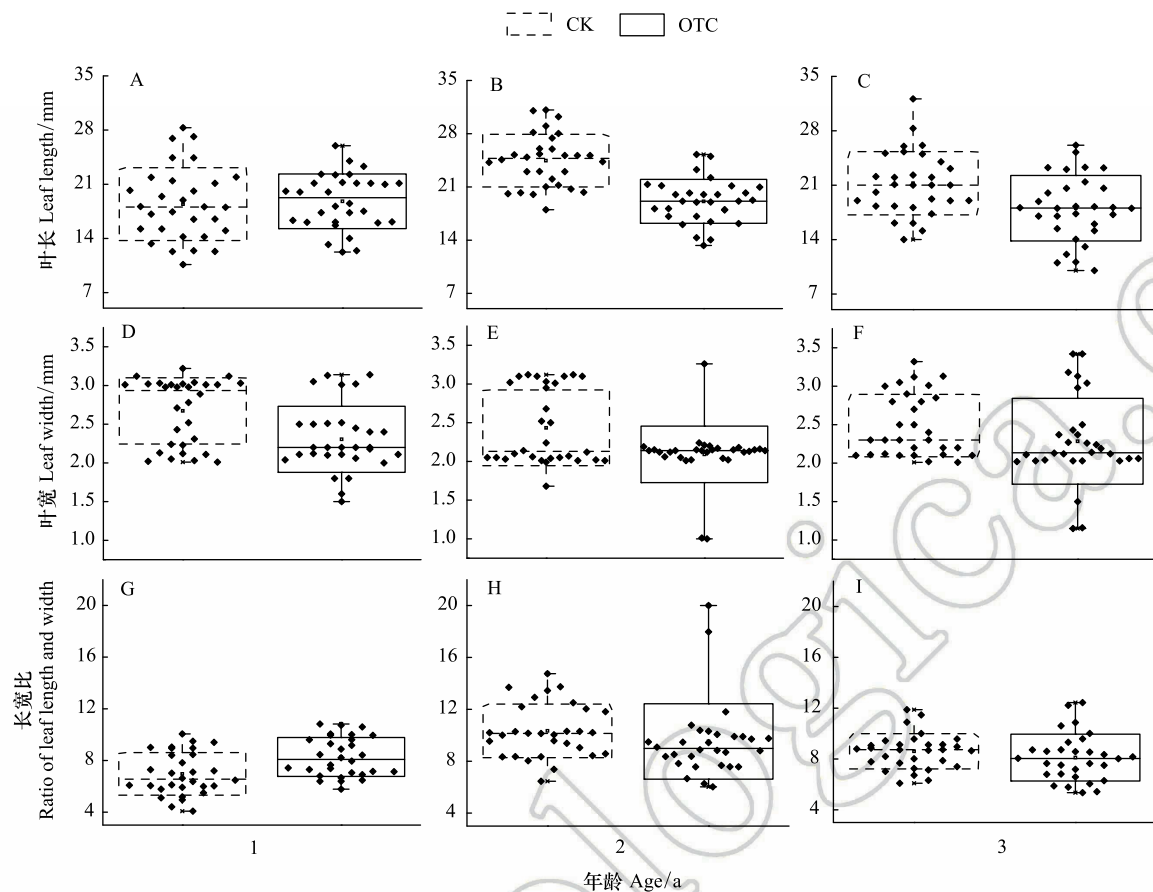 CK OTC
A B C
35 35 35
28 28 28
21 21 21
14 14 14
7 7 7
叶长 Leaf length/mm
D E F
3.5 3.5 3.5
3.0 3.0 3.0
2.5 2.5 2.5
2.0 2.0 2.0
1.5 1.5 1.5
1.0 1.0 1.0
叶宽 Leaf width/mm
G H I
20 20 20
16 16 16
12 12 12
8 8 8
4 4 4
长宽比
Ratio of leaf length and width
1 2 3
年龄 Age/a
ologica.